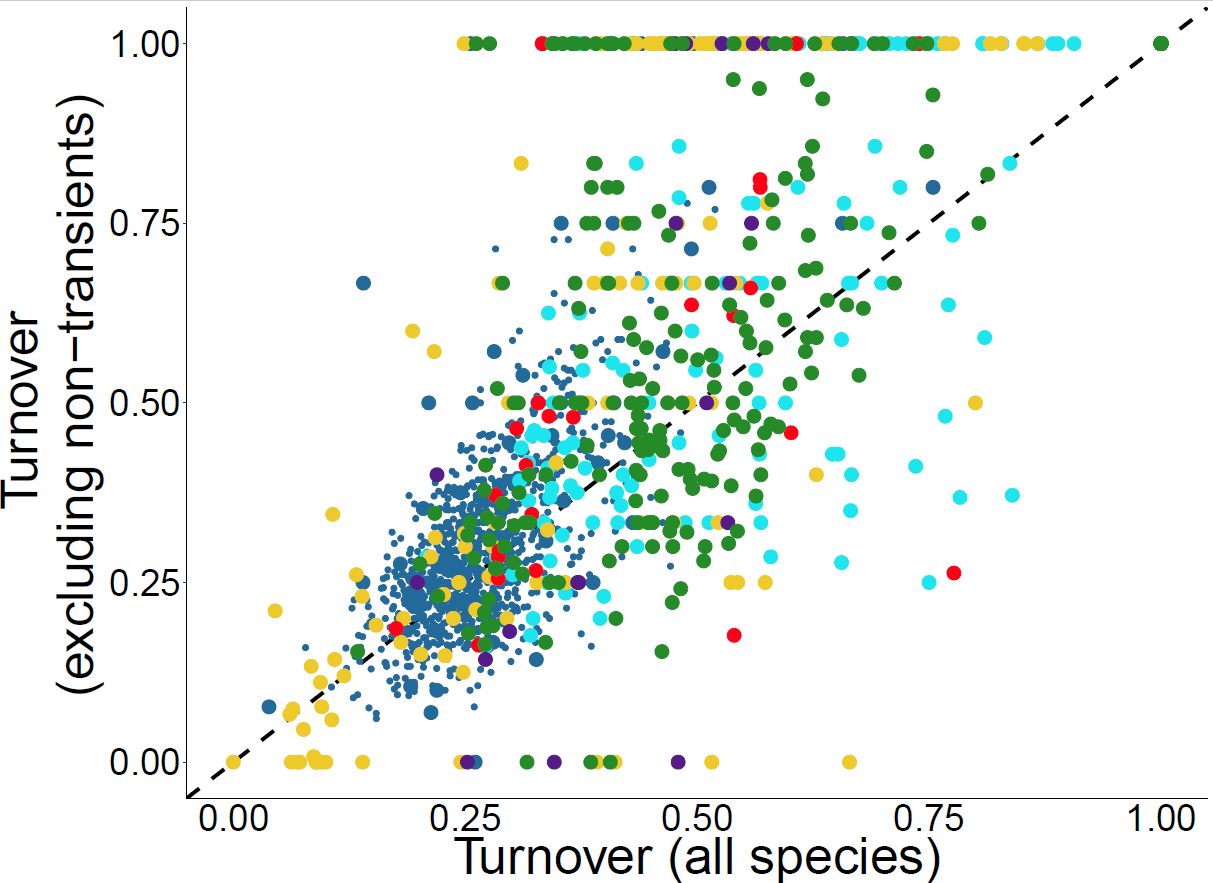 Turnover
(excluding non−transients)
1.00
0.75
0.50
0.25
0.00
0.00 0.25 0.50 0.75 1.00
Turnover (all species)